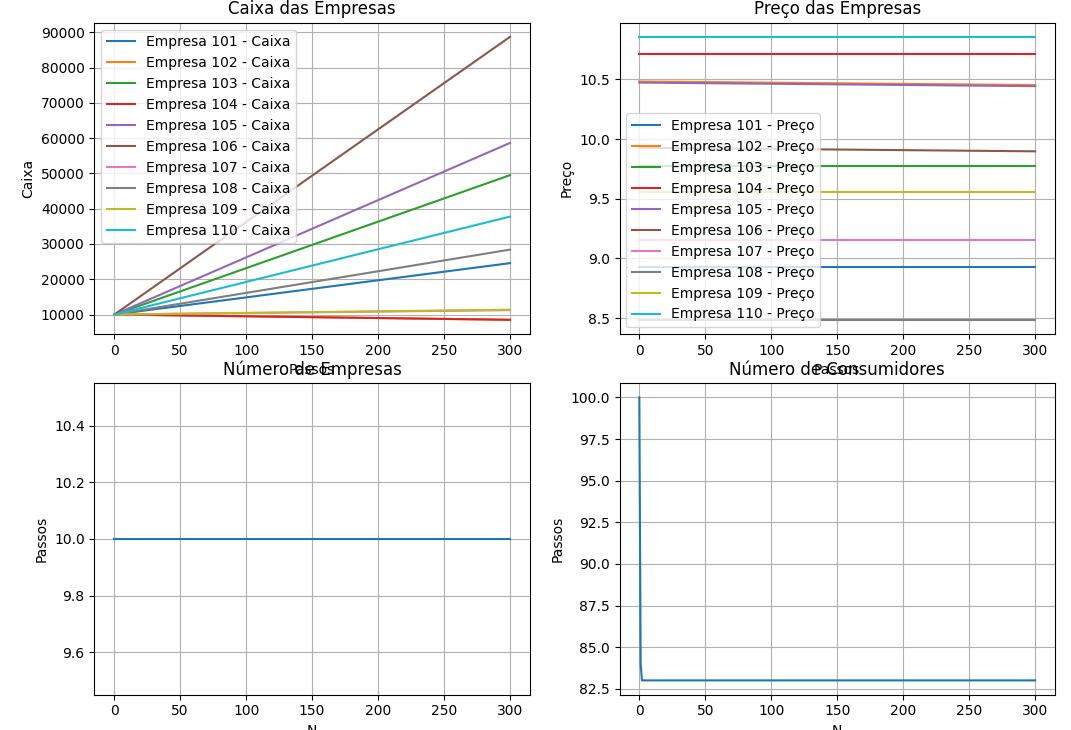 Caixa das Empresas
90000
80000
70000
60000
50000
40000
30000
20000
10000
Caixa
Empresa 101 - Caixa
Empresa 102 - Caixa
Empresa 103 - Caixa
Empresa 104 - Caixa
Empresa 105 - Caixa
Empresa 106 - Caixa
Empresa 107 - Caixa
Empresa 108 - Caixa
Empresa 109 - Caixa
Empresa 110 - Caixa
0 50 100 150 200 250 300
Passos
Preço das Empresas
10.5
10.0
9.5
9.0
8.5
Preço
Empresa 101 - Preço
Empresa 102 - Preço
Empresa 103 - Preço
Empresa 104 - Preço
Empresa 105 - Preço
Empresa 106 - Preço
Empresa 107 - Preço
Empresa 108 - Preço
Empresa 109 - Preço
Empresa 110 - Preço
0 50 100 150 200 250 300
Passos
Número de Empresas
10.4
10.2
10.0
9.8
9.6
Passos
0 50 100 150 200 250 300
N
Número de Consumidores
100.0
97.5
95.0
92.5
90.0
87.5
85.0
82.5
Passos
0 50 100 150 200 250 300
N